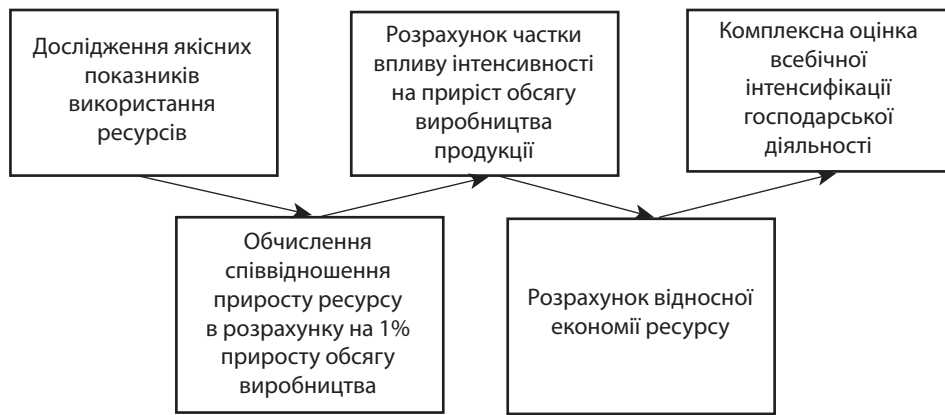 Дослідження якісних
показників
використання
ресурсів
Обчислення
співвідношення
приросту ресурсу
в розрахунку на 1%
приросту обсягу
виробництва
Розрахунок частки
впливу інтенсивності
на приріст обсягу
виробництва
продукції
Розрахунок відносної
економії ресурсу
Комплексна оцінка
всебічної
інтенсифікації
господарської
діяльності